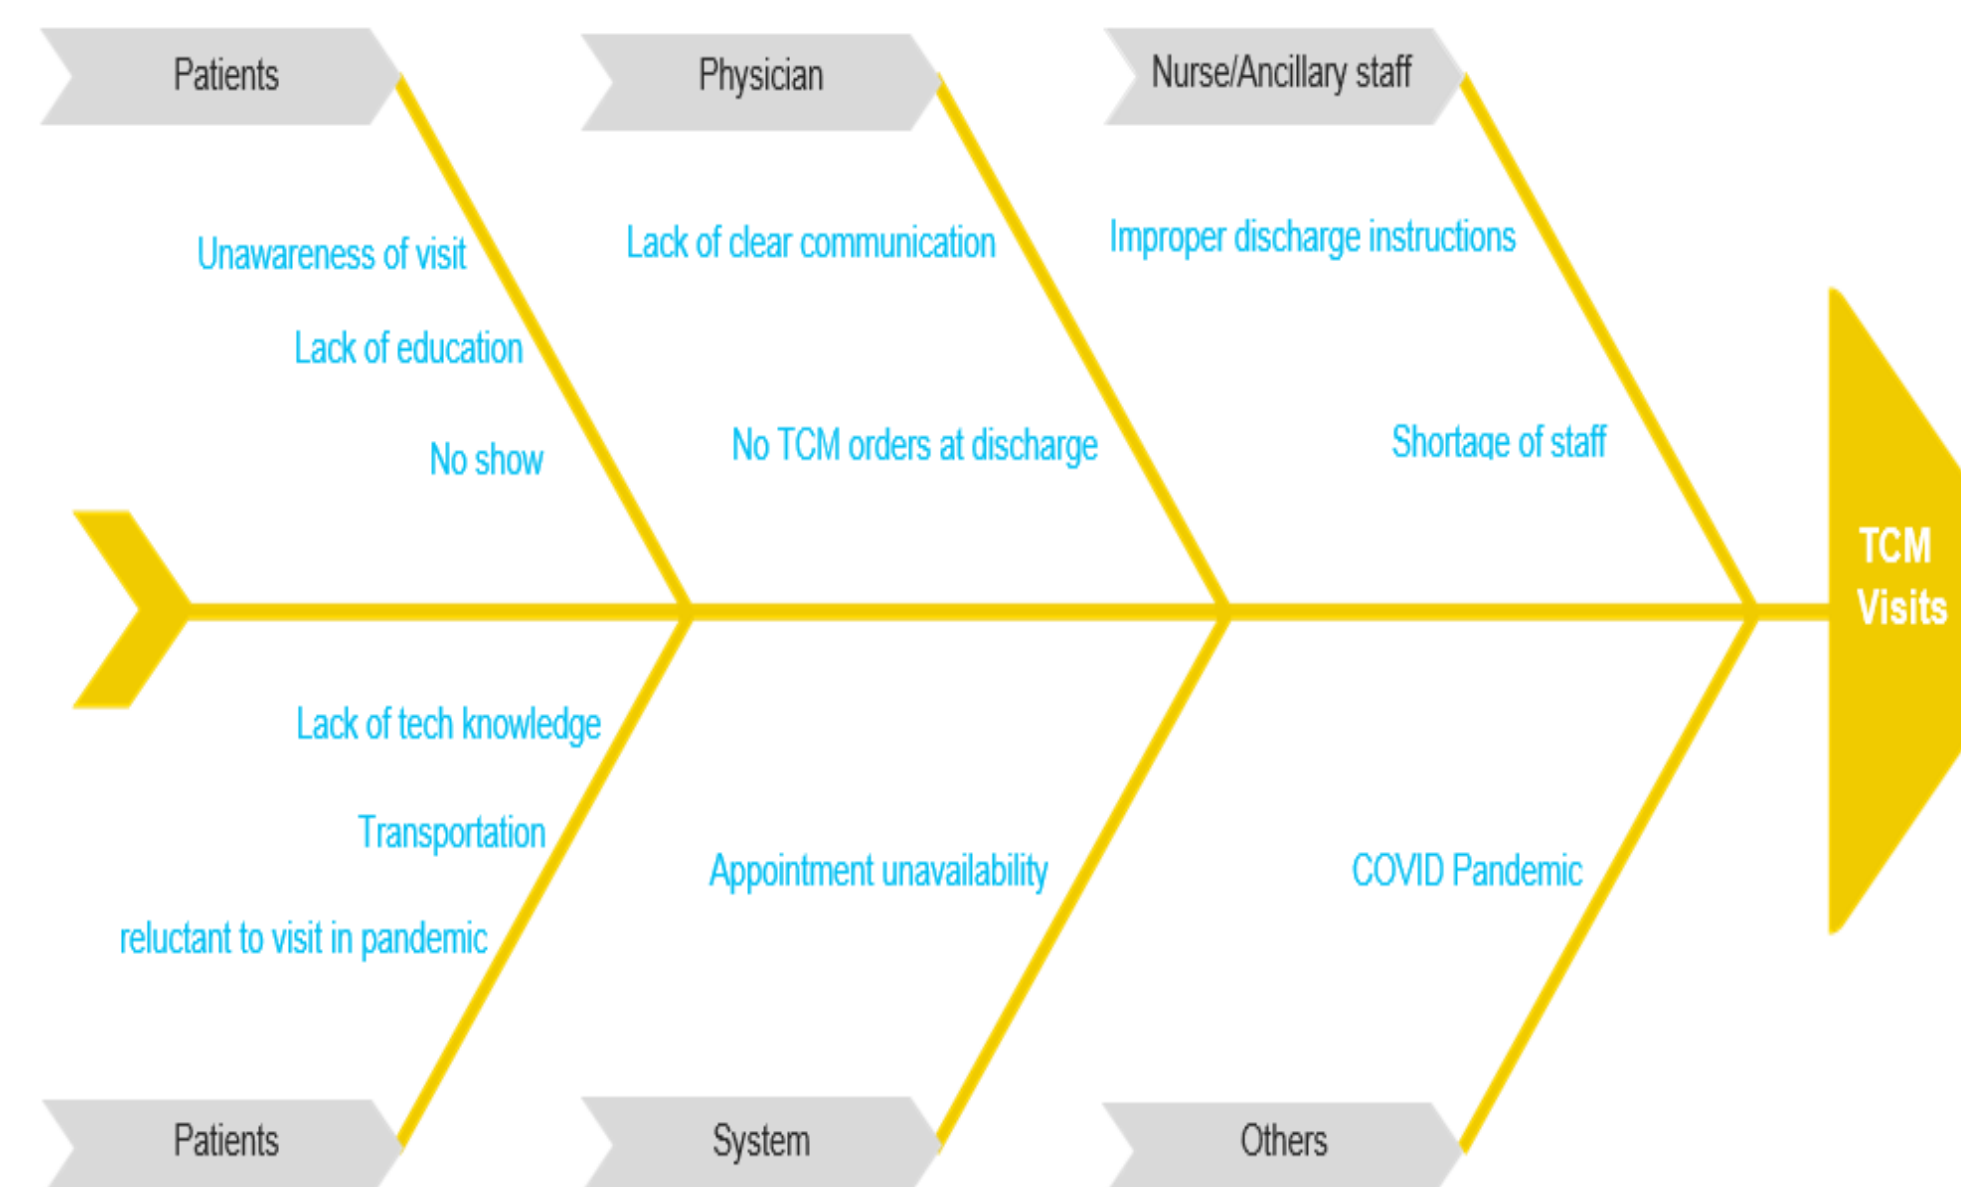 Patients
Physician
Nurse/Ancillary staff
Unawareness of visit
Lack of clear communication
Improper discharge instructions
Lack of education
No show
No TCM orders at discharge
Shortage of staff
TCM
Visits
Lack of tech knowledge
Transportation
Appointment unavailability
COVID Pandemic
reluctant to visit in pandemic
Patients
System
Others